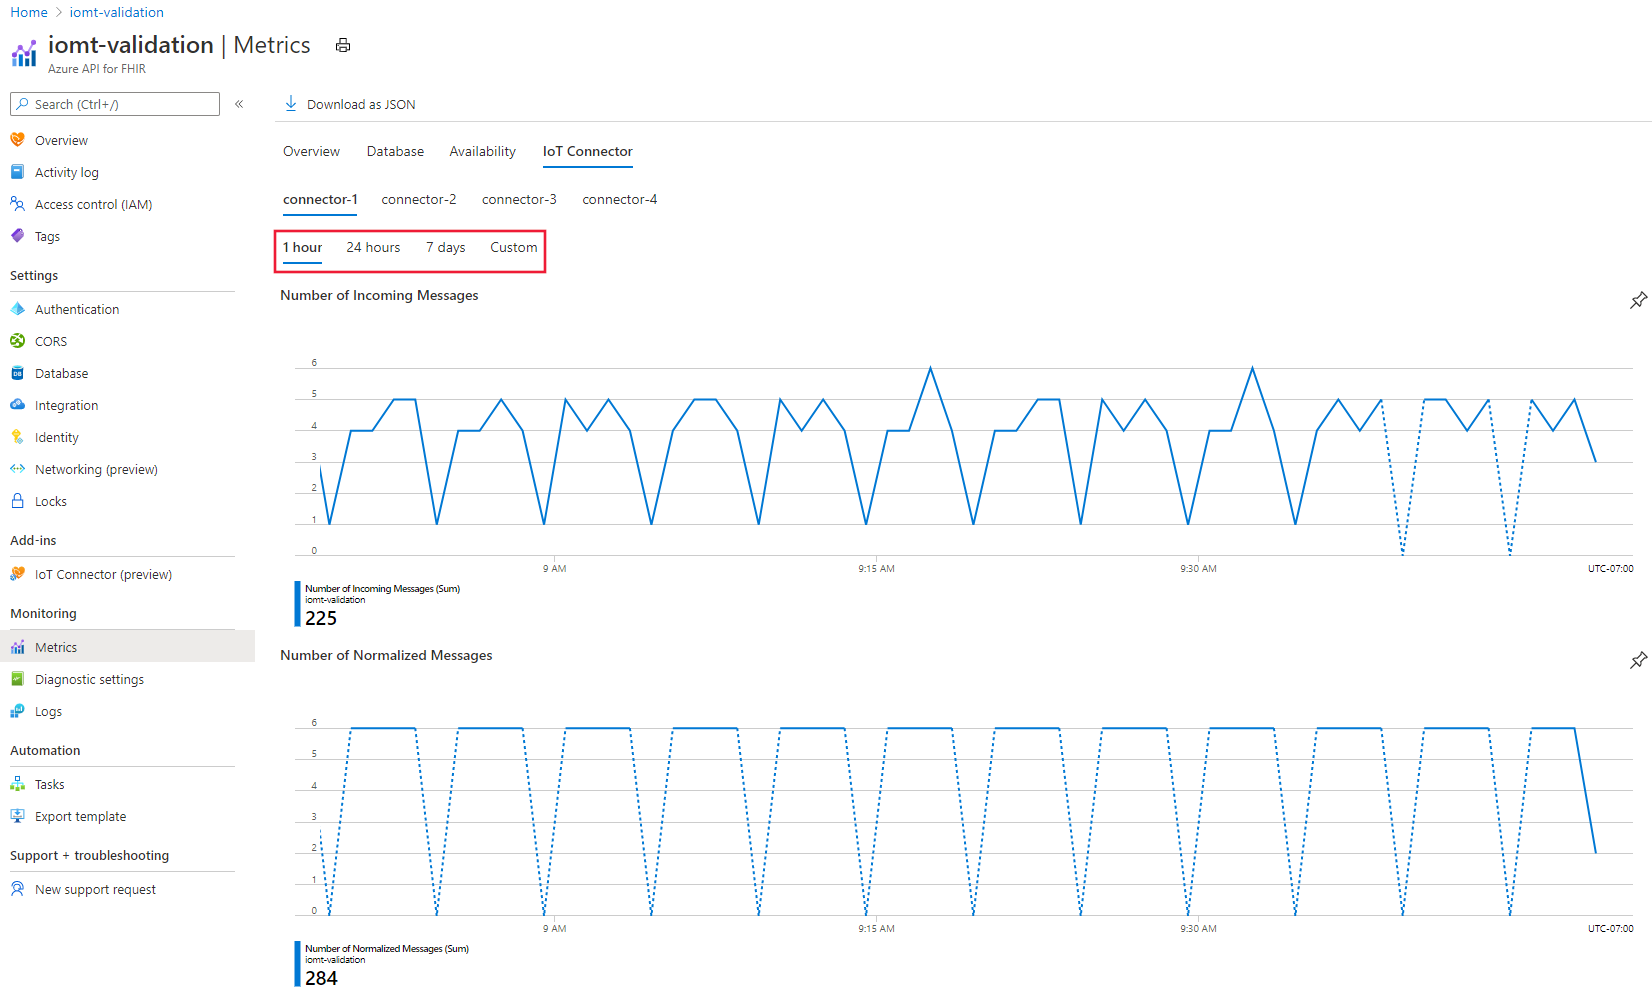 Home > iomt-validation
iomt-validation | Metrics
Azure API for FHIR
Search (Ctrl+/)
«
Overview
Activity log
Access control (IAM)
Tags
Settings
Authentication
CORS
Database
Integration
Identity
Networking (preview)
Locks
Add-ins
IoT Connector (preview)
Monitoring
Metrics
Diagnostic settings
Logs
Automation
Tasks
Export template
Support + troubleshooting
New support request
Download as JSON
Overview Database Availability IoT Connector
connector-1 connector-2 connector-3 connector-4
1 hour 24 hours 7 days Custom
Number of Incoming Messages
6
5
4
3
2
1
0
9 AM 9:15 AM 9:30 AM UTC-07:00
Number of Incoming Messages (Sum)
iomt-validation
225
Number of Normalized Messages
6
5
4
3
2
1
0
9 AM 9:15 AM 9:30 AM UTC-07:00
Number of Normalized Messages (Sum)
iomt-validation
284